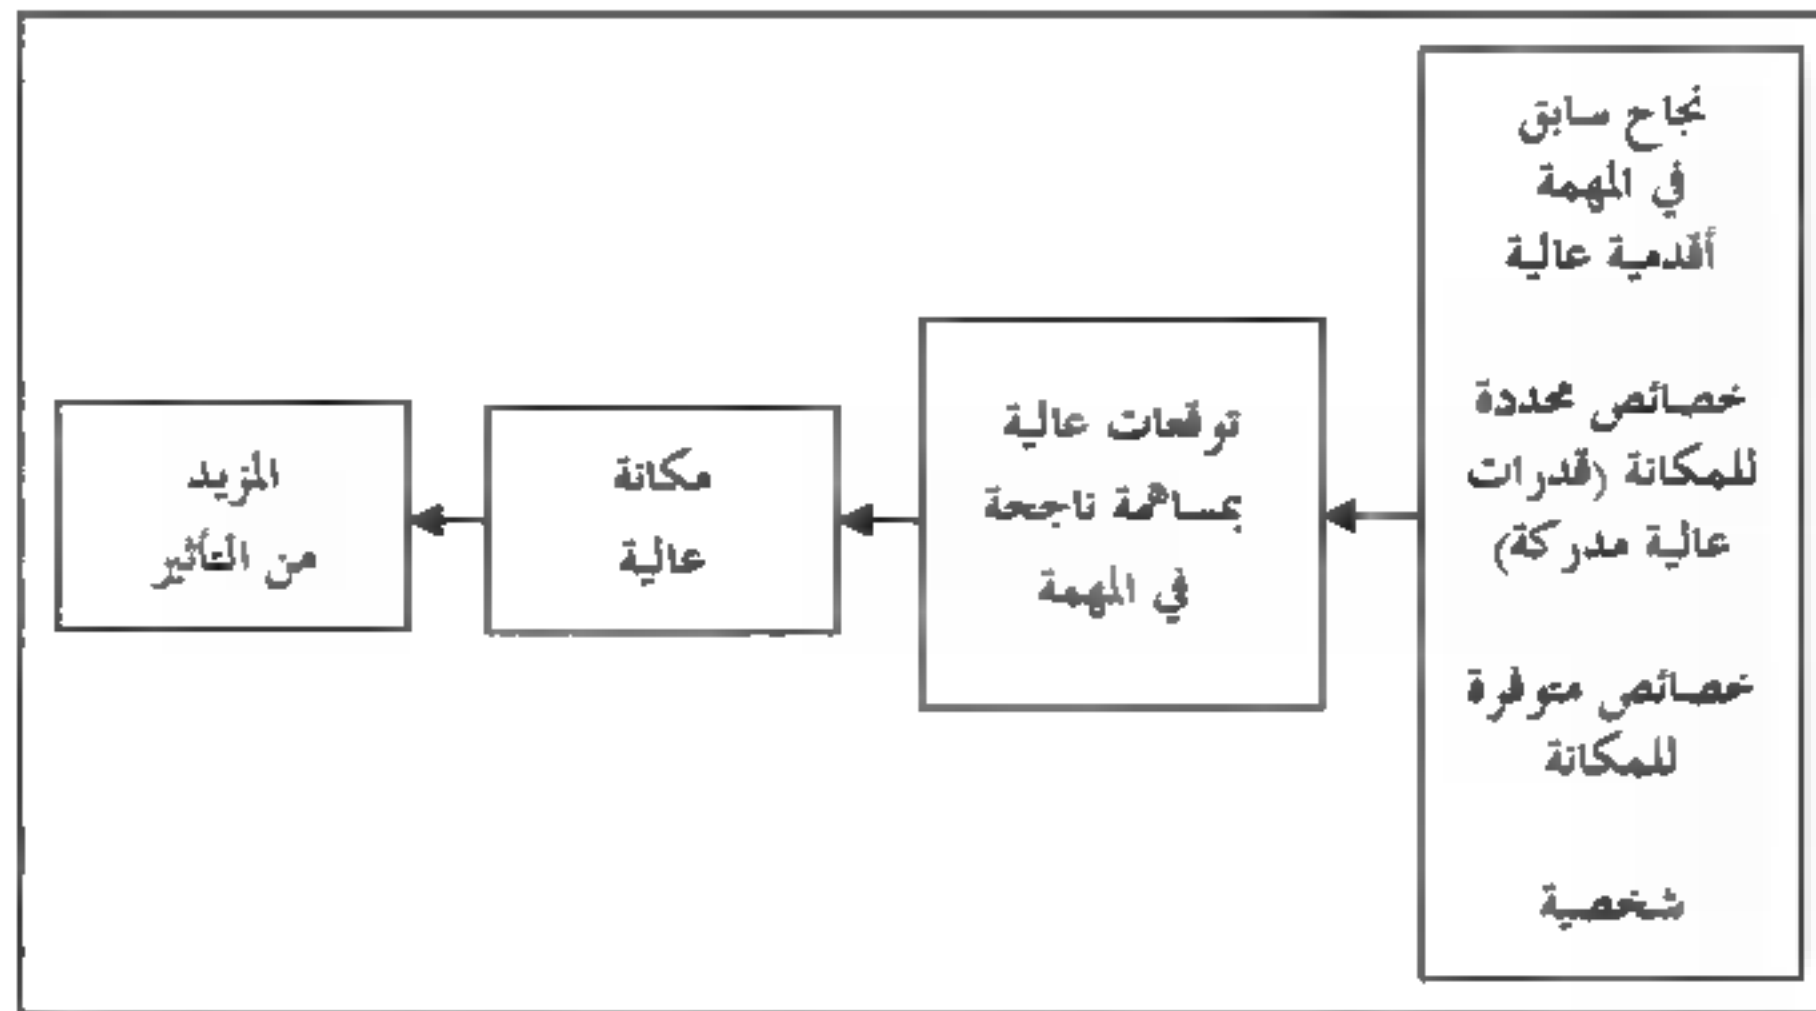 نجاح سابق
في المهمة
أقدمية عالية
خصائص محددة
للمكانة (قدرات
عالية مدركة)
خصائص متوفرة
للمكانة
شخصية
توقعات عالية
بمساهمة ناجحة
في المهمة
مكانة
عالية
المزيد
من التأثير